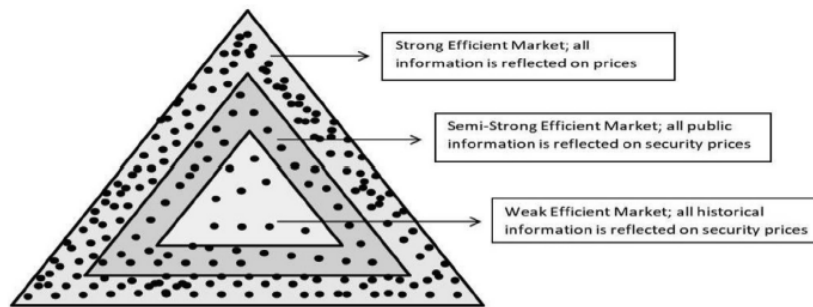 Strong Efficient Market; all
information is reflected on prices
Semi-Strong Efficient Market; all public
information is reflected on security prices
Weak Efficient Market; all historical
information is reflected on security prices